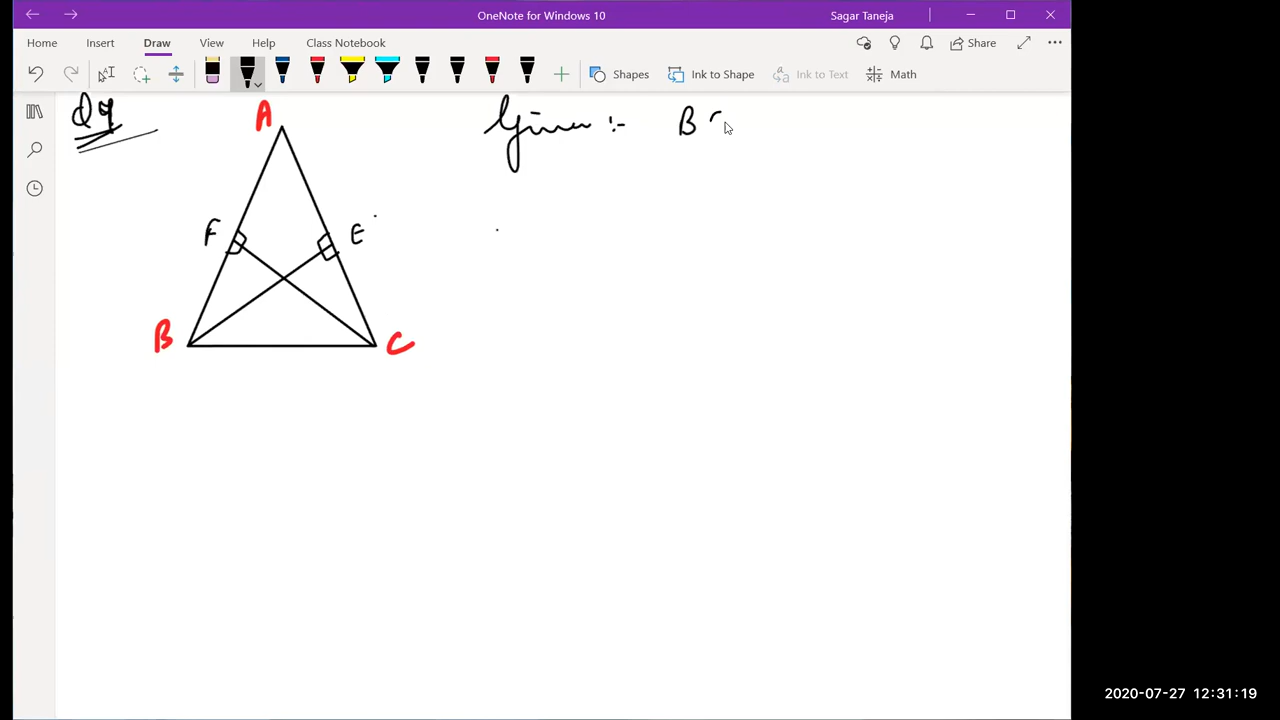 OneNote for Windows 10
Sagar Taneja
Home Insert Draw View Help Class Notebook
Share
Shapes Ink to Shape Ink to Text Math
A
Given :- B
F E
B C
2020-07-27 12:31:19